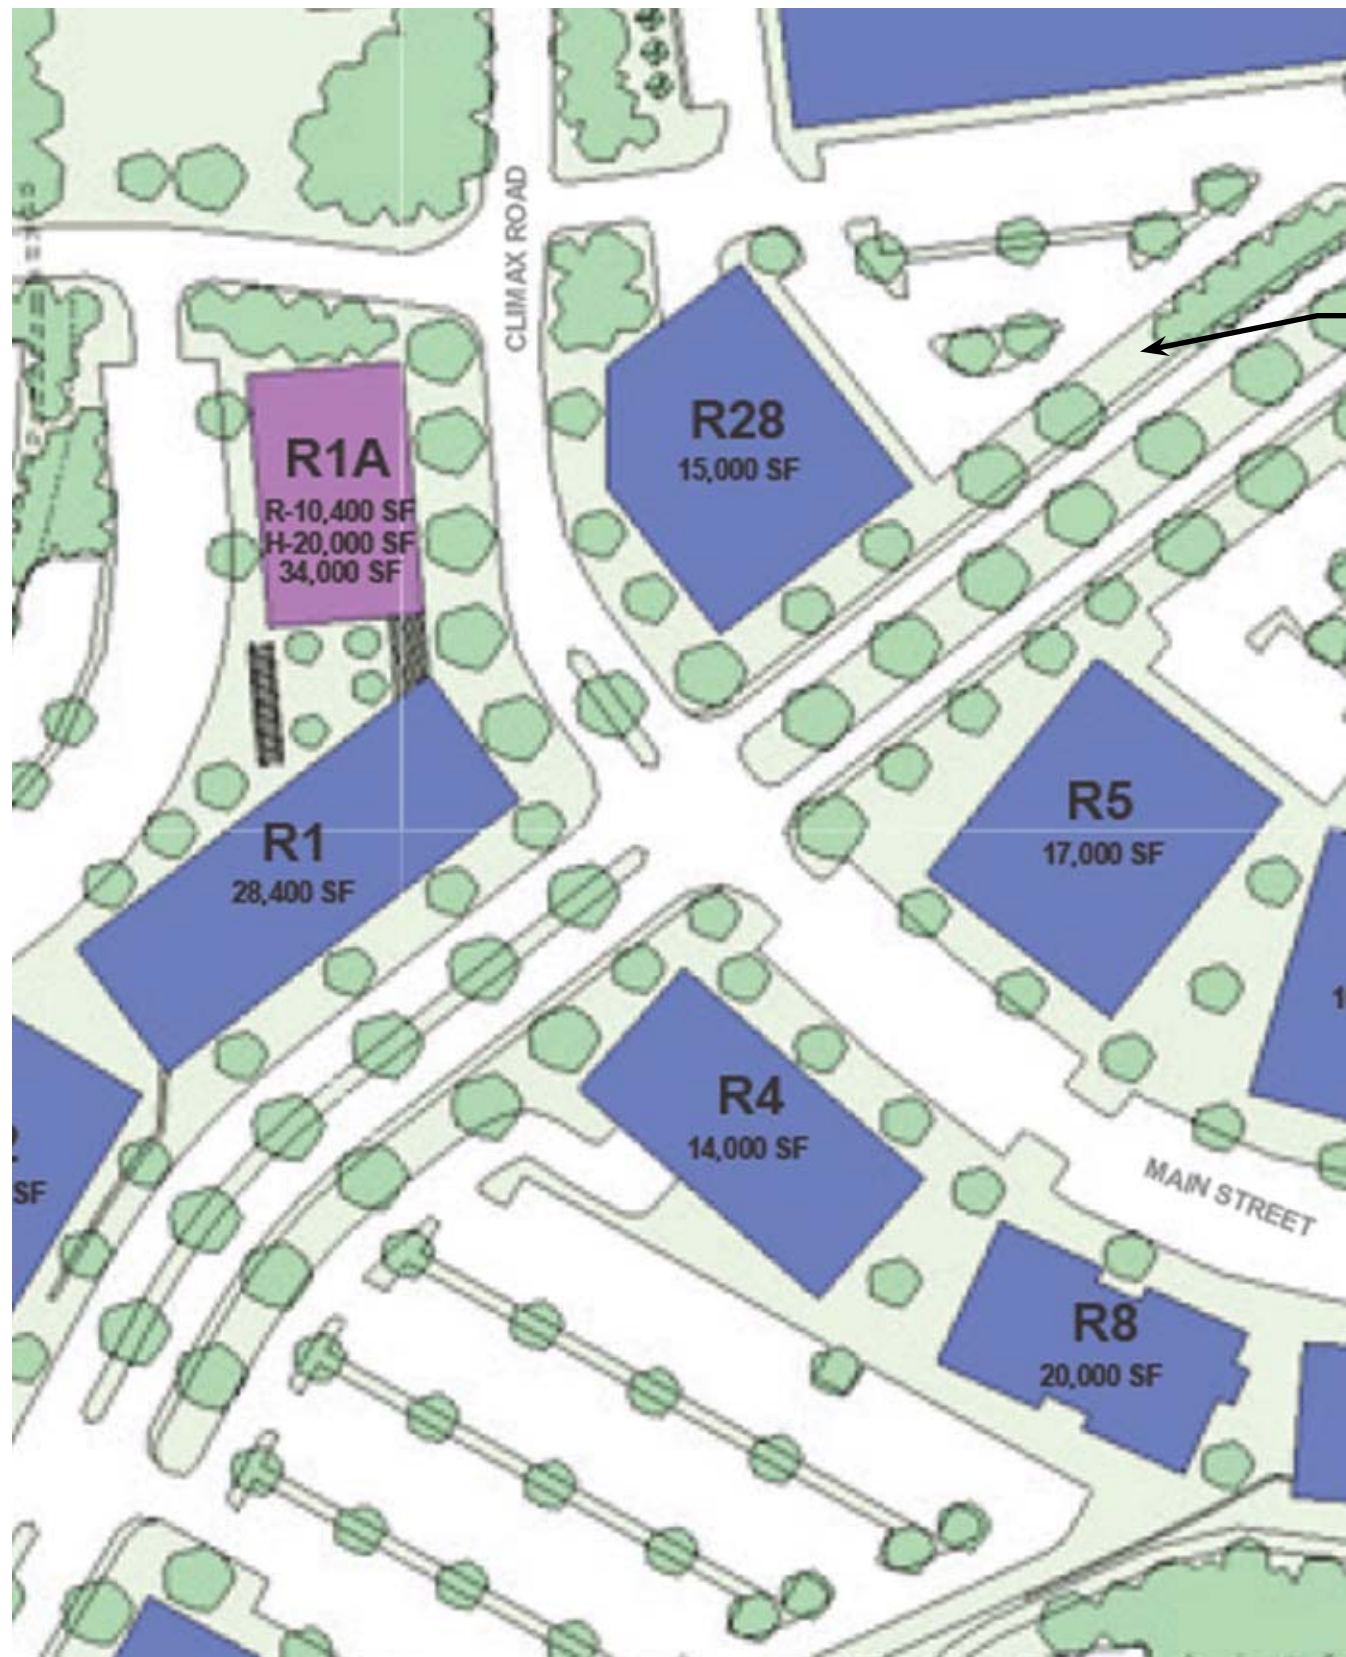 CLIMAX ROAD
R28
15,000 SF
R1A
R-10,400 SF
H-20,000 SF
34,000 SF
R5
17,000 SF
R1
28,400 SF
R4
14,000 SF
SF
MAIN STREET
R8
20,000 SF